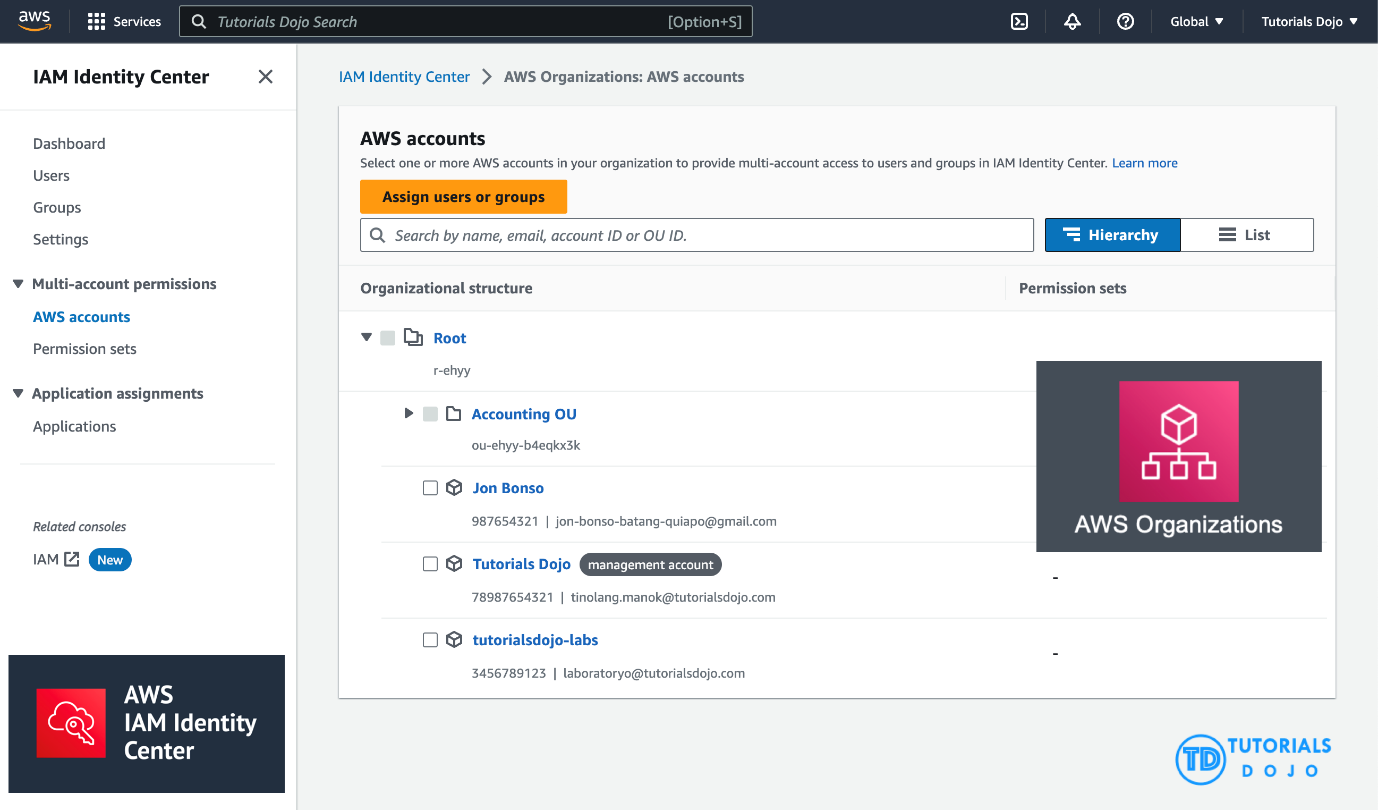 aws
Services
Tutorials Dojo Search
[Option+S]
Global
Tutorials Dojo
IAM Identity Center
Dashboard
Users
Groups
Settings
Multi-account permissions
AWS accounts
Permission sets
Application assignments
Applications
Related consoles
IAM New
AWS
IAM Identity
Center
IAM Identity Center > AWS Organizations: AWS accounts
AWS accounts
Select one or more AWS accounts in your organization to provide multi-account access to users and groups in IAM Identity Center. Learn more
Assign users or groups
Search by name, email, account ID or OU ID.
Hierarchy
List
Organizational structure
Permission sets
Root
r-ehyy
Accounting OU
ou-ehyy-b4eqkx3k
Jon Bonso
987654321 | jon-bonso-batang-quiapo@gmail.com
Tutorials Dojo management account
-
78987654321 | tinolang.manok@tutorialsdojo.com
tutorialsdojo-labs
-
3456789123 | laboratoryo@tutorialsdojo.com
AWS Organizations
TD
TUTORIALS
DOJO